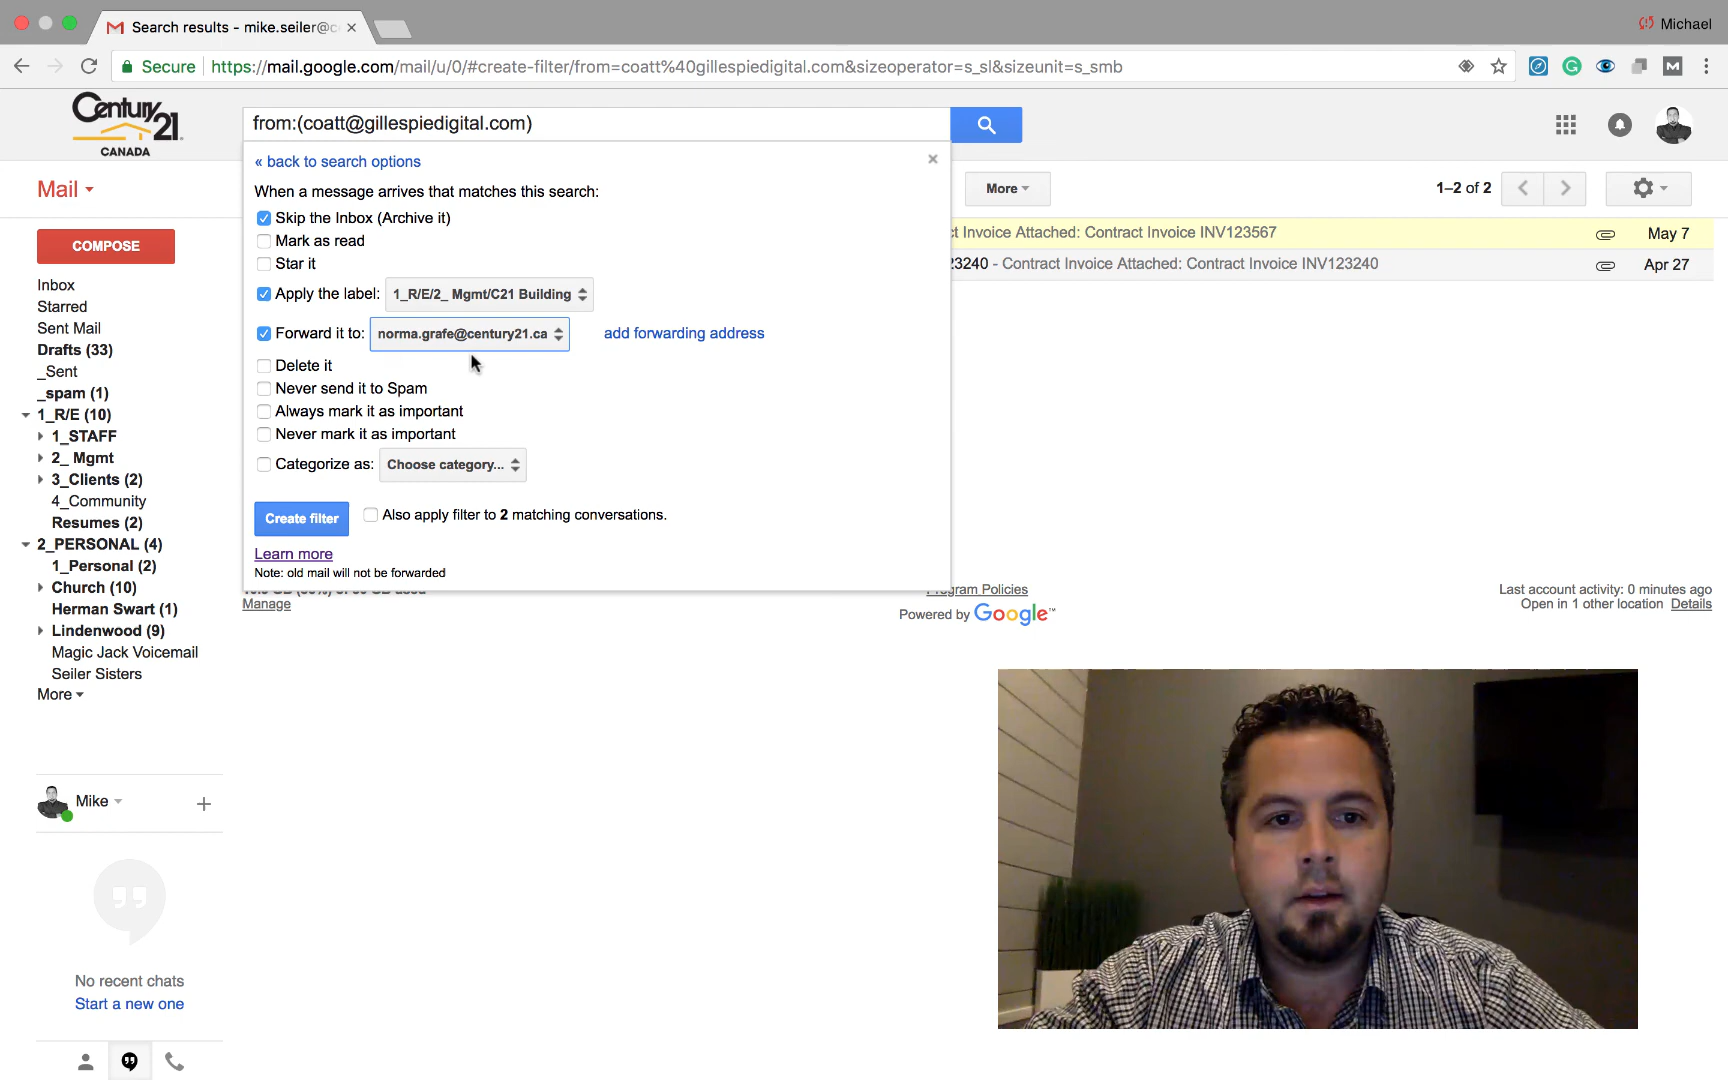 Search results - mike.seiler@c
Michael
Secure https://mail.google.com/mail/u/0/#create-filter/from=coatt%40gillespiedigital.com&sizeoperator=s_sl&sizeunit=s_smb
M
Century 21
CANADA
from:(coatt@gillespiedigital.com)
« back to search options
When a message arrives that matches this search:
Skip the Inbox (Archive it)
Mark as read
Star it
Apply the label: 1_R/E/2_ Mgmt/C21 Building
Forward it to: norma.grafe@century21.ca add forwarding address
Delete it
Never send it to Spam
Always mark it as important
Never mark it as important
Categorize as: Choose category...
Create filter Also apply filter to 2 matching conversations.
Learn more
Note: old mail will not be forwarded
Mail
More
1–2 of 2
t Invoice Attached: Contract Invoice INV123567 May 7
23240 - Contract Invoice Attached: Contract Invoice INV123240 Apr 27
COMPOSE
Inbox
Starred
Sent Mail
Drafts (33)
_Sent
_spam (1)
1_R/E (10)
1_STAFF
2_ Mgmt
3_Clients (2)
4_Community
Resumes (2)
2_PERSONAL (4)
1_Personal (2)
Church (10)
Herman Swart (1)
Lindenwood (9)
Magic Jack Voicemail
Seiler Sisters
More
Manage
Program Policies
Powered by Google™
Last account activity: 0 minutes ago
Open in 1 other location Details
Mike
No recent chats
Start a new one